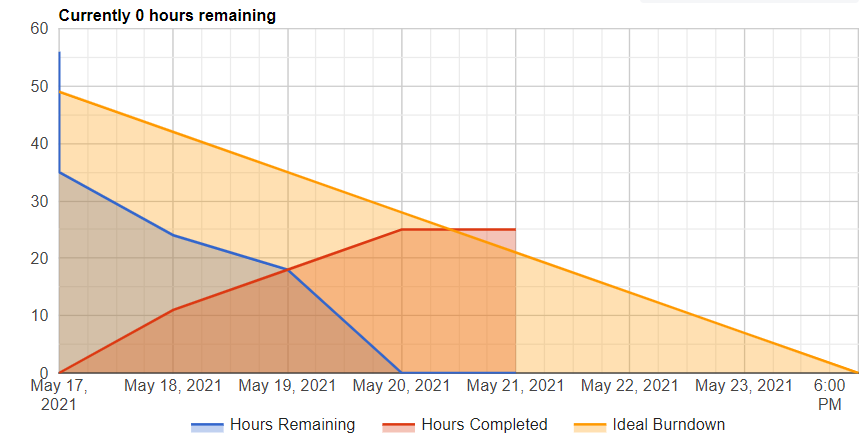 Currently 0 hours remaining
60
50
40
30
20
10
0
May 17,
2021
May 18, 2021
May 19, 2021
May 20, 2021
May 21, 2021
May 22, 2021
May 23, 2021
6:00
PM
Hours Remaining
Hours Completed
Ideal Burndown